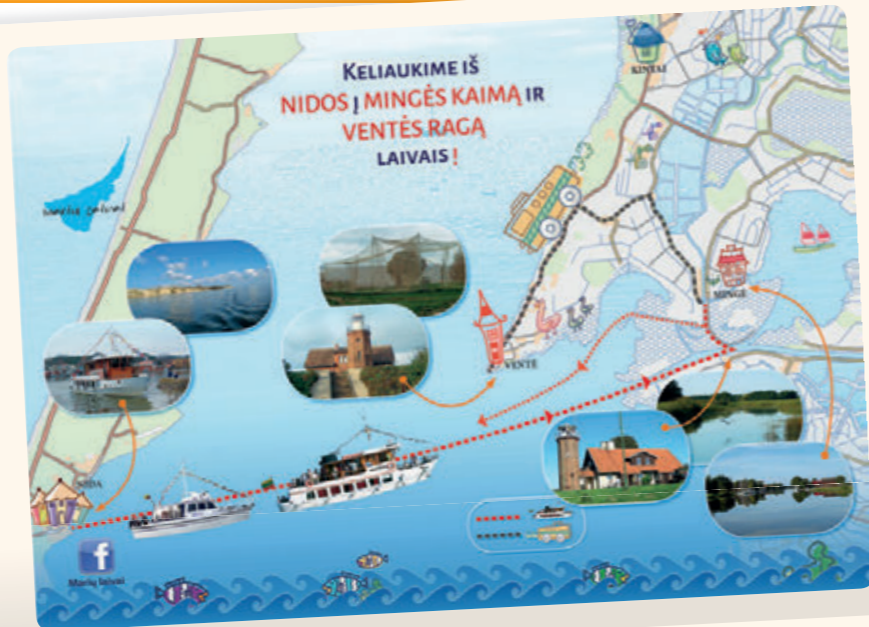 KELIAUKIME IŠ
NIDOS Į MINGĖS KAIMĄ IR
VENTĖS RAGĄ
LAIVAIS!
KINTAI
MINGĖ
VENTĖ
NIDA
f
Marių laivai